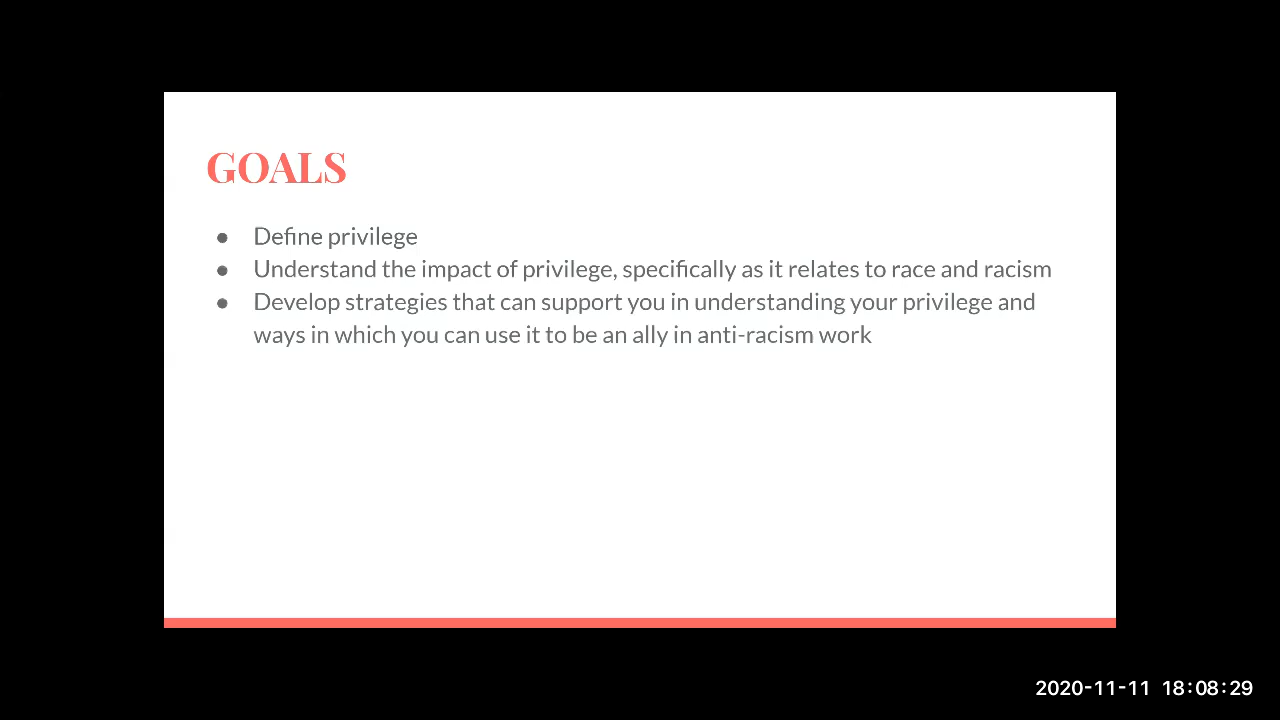 GOALS
● Define privilege
● Understand the impact of privilege, specifically as it relates to race and racism
● Develop strategies that can support you in understanding your privilege and
ways in which you can use it to be an ally in anti-racism work
2020-11-11 18:08:29